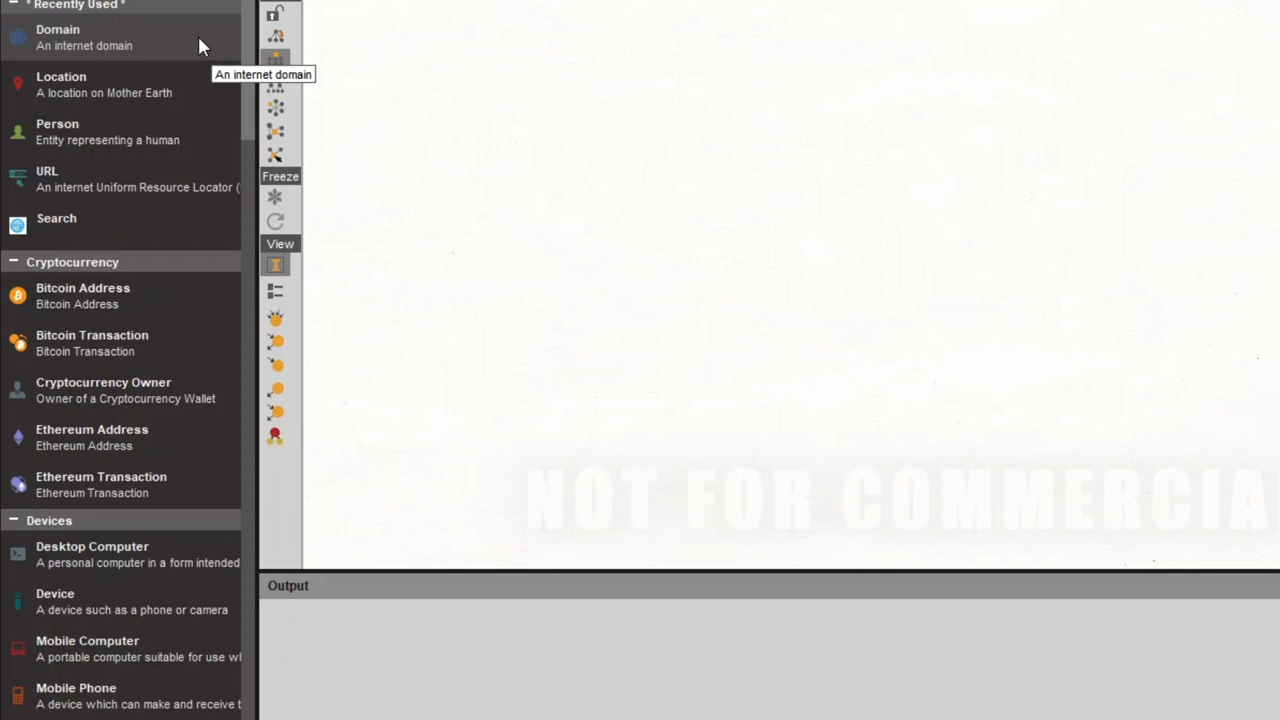 * Recently Used *
Domain
An internet domain
An internet domain
Location
A location on Mother Earth
Person
Entity representing a human
URL
An internet Uniform Resource Locator (
Search
Cryptocurrency
Bitcoin Address
Bitcoin Address
Bitcoin Transaction
Bitcoin Transaction
Cryptocurrency Owner
Owner of a Cryptocurrency Wallet
Ethereum Address
Ethereum Address
Ethereum Transaction
Ethereum Transaction
Devices
Desktop Computer
A personal computer in a form intended
Device
A device such as a phone or camera
Mobile Computer
A portable computer suitable for use wh
Mobile Phone
A device which can make and receive t
Freeze
View
NOT FOR COMMERCIA
Output